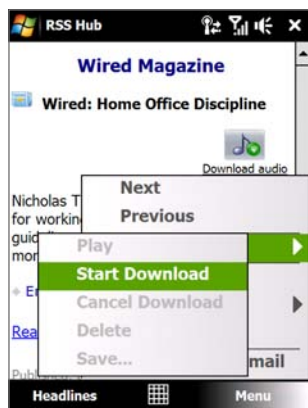 RSS Hub
Wired Magazine
Wired: Home Office Discipline
Download audio
Nicholas T
for workin
guid
mor
Next
Previous
Play
Start Download
Cancel Download
Delete
Save...
mail
Rea
Headlines
Menu